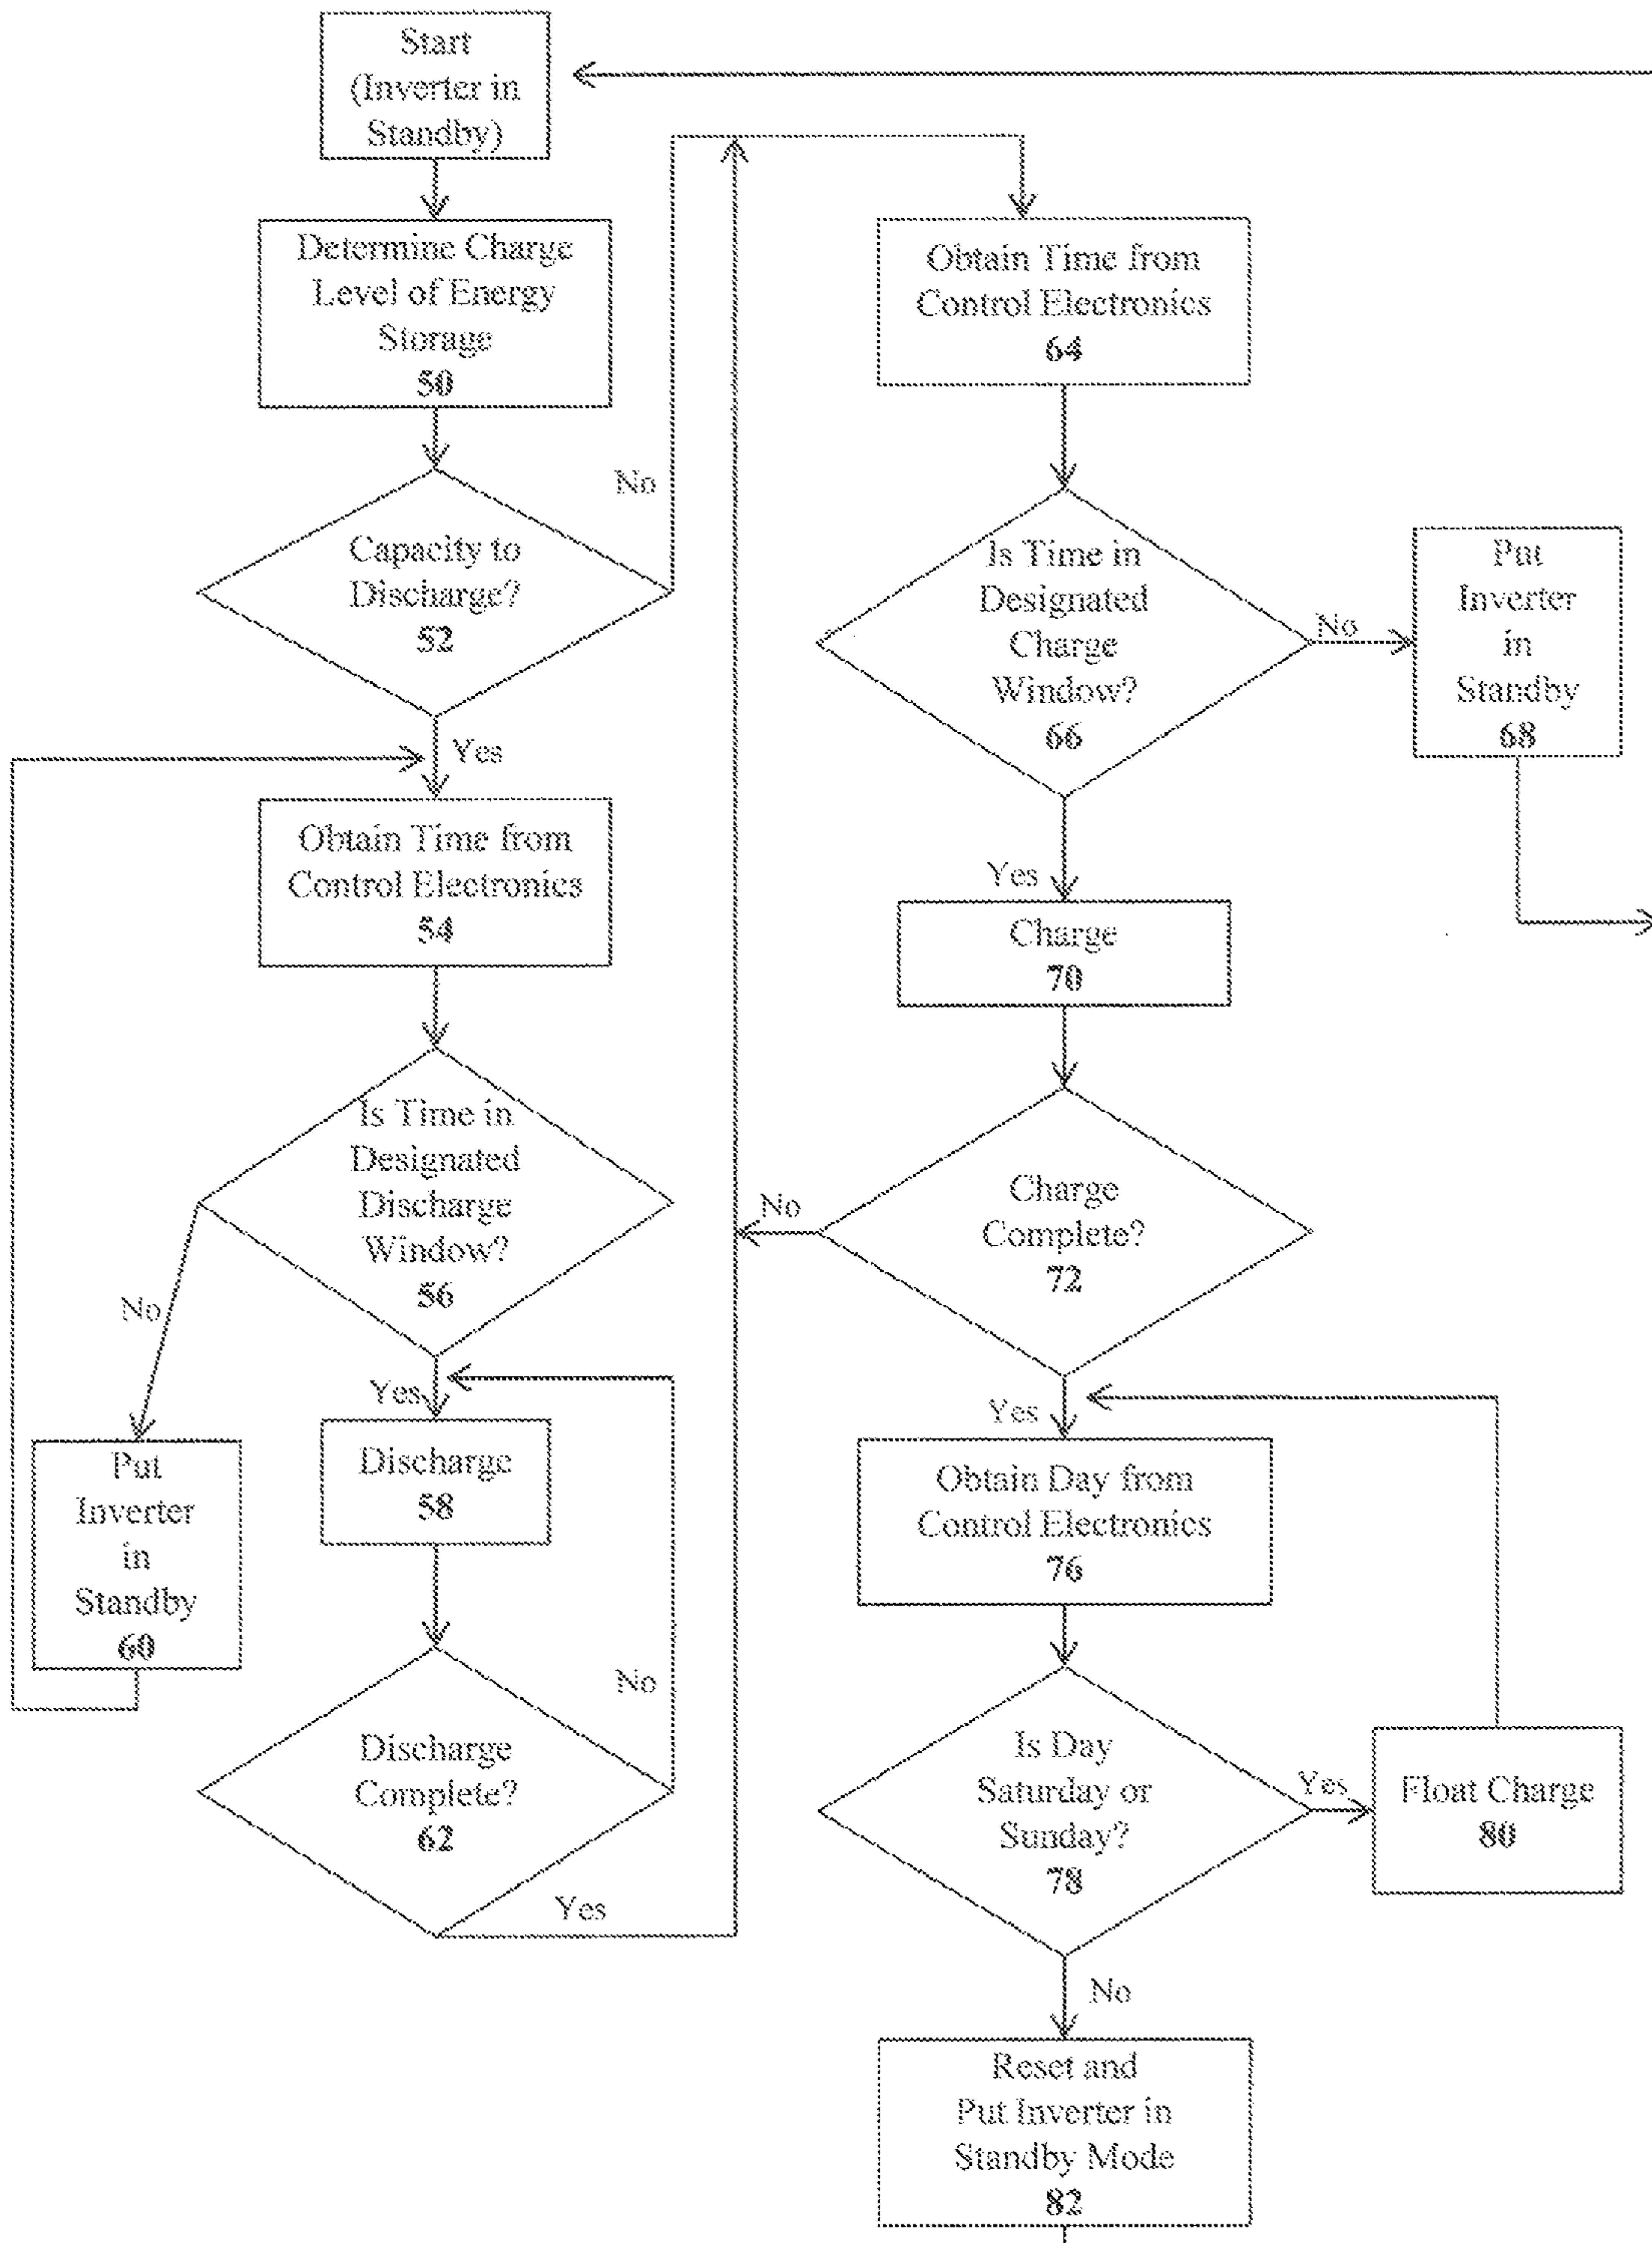 Start
(Inverter in
Standby)
Determine Charge
Level of Energy
Storage
50
No
Capacity to
Discharge?
52
Yes
Obtain Time from
Control Electronics
54
Is Time in
Designated
Discharge
Window?
56
No
Yes
Put
Inverter
in
Standby
60
Discharge
58
No
Discharge
Complete?
62
Yes
Obtain Time from
Control Electronics
64
Is Time in
Designated
Charge
Window?
66
No
Put
Inverter
in
Standby
68
Yes
Charge
70
No
Charge
Complete?
72
Yes
Obtain Day from
Control Electronics
76
Is Day
Saturday or
Sunday?
78
Yes
Float Charge
80
No
Reset and
Put Inverter in
Standby Mode
82